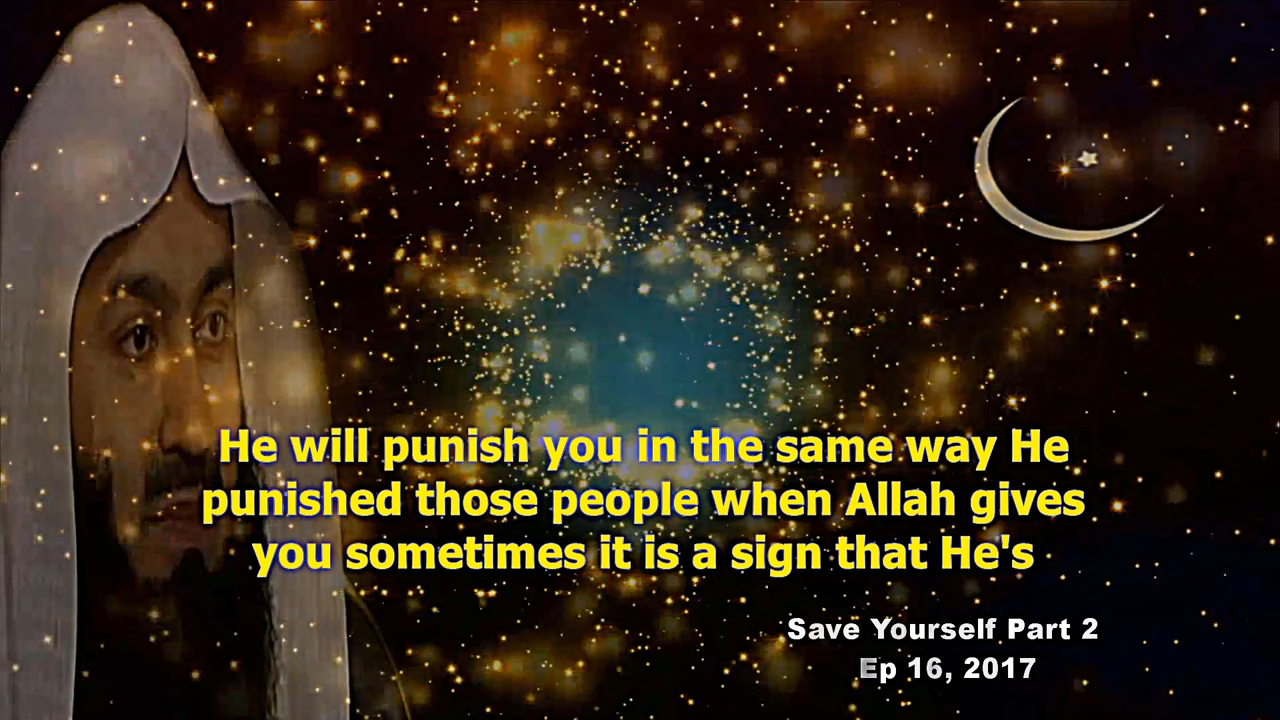 He will punish you in the same way He
punished those people when Allah gives
you sometimes it is a sign that He's
Save Yourself Part 2
Ep 16, 2017